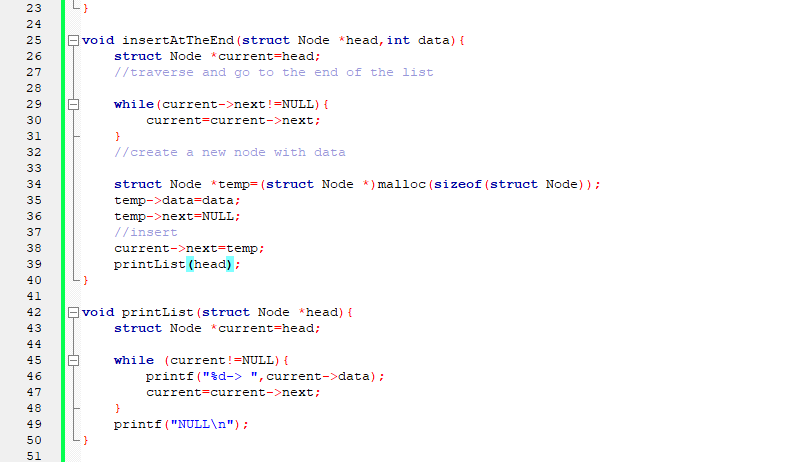 23 }
24
25 void insertAtTheEnd(struct Node *head,int data){
26     struct Node *current=head;
27     //traverse and go to the end of the list
28
29     while(current->next!=NULL){
30         current=current->next;
31     }
32     //create a new node with data
33
34     struct Node *temp=(struct Node *)malloc(sizeof(struct Node));
35     temp->data=data;
36     temp->next=NULL;
37     //insert
38     current->next=temp;
39     printList(head);
40 }
41
42 void printList(struct Node *head){
43     struct Node *current=head;
44
45     while (current!=NULL){
46         printf("%d-> ",current->data);
47         current=current->next;
48     }
49     printf("NULL\n");
50 }
51